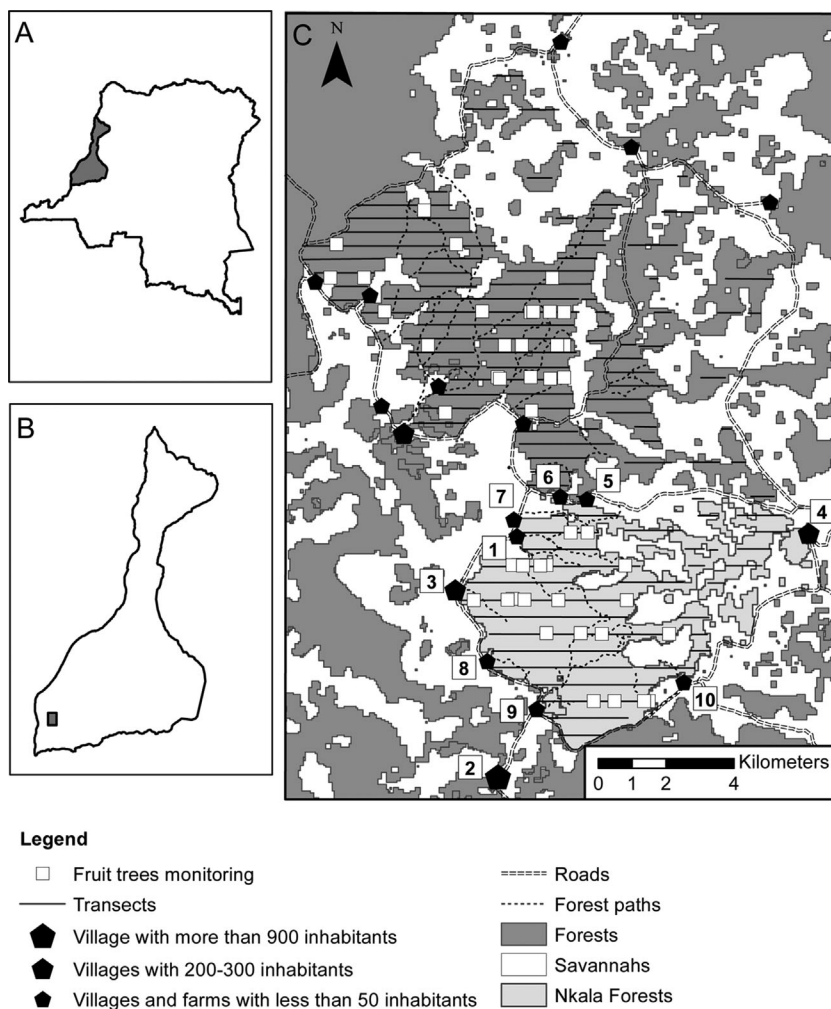 A
B
C
N
6
5
7
4
1
3
8
9
10
2
Kilometers
0 1 2 4
Legend
Fruit trees monitoring
Transects
Village with more than 900 inhabitants
Villages with 200-300 inhabitants
Villages and farms with less than 50 inhabitants
Roads
Forest paths
Forests
Savannahs
Nkala Forests